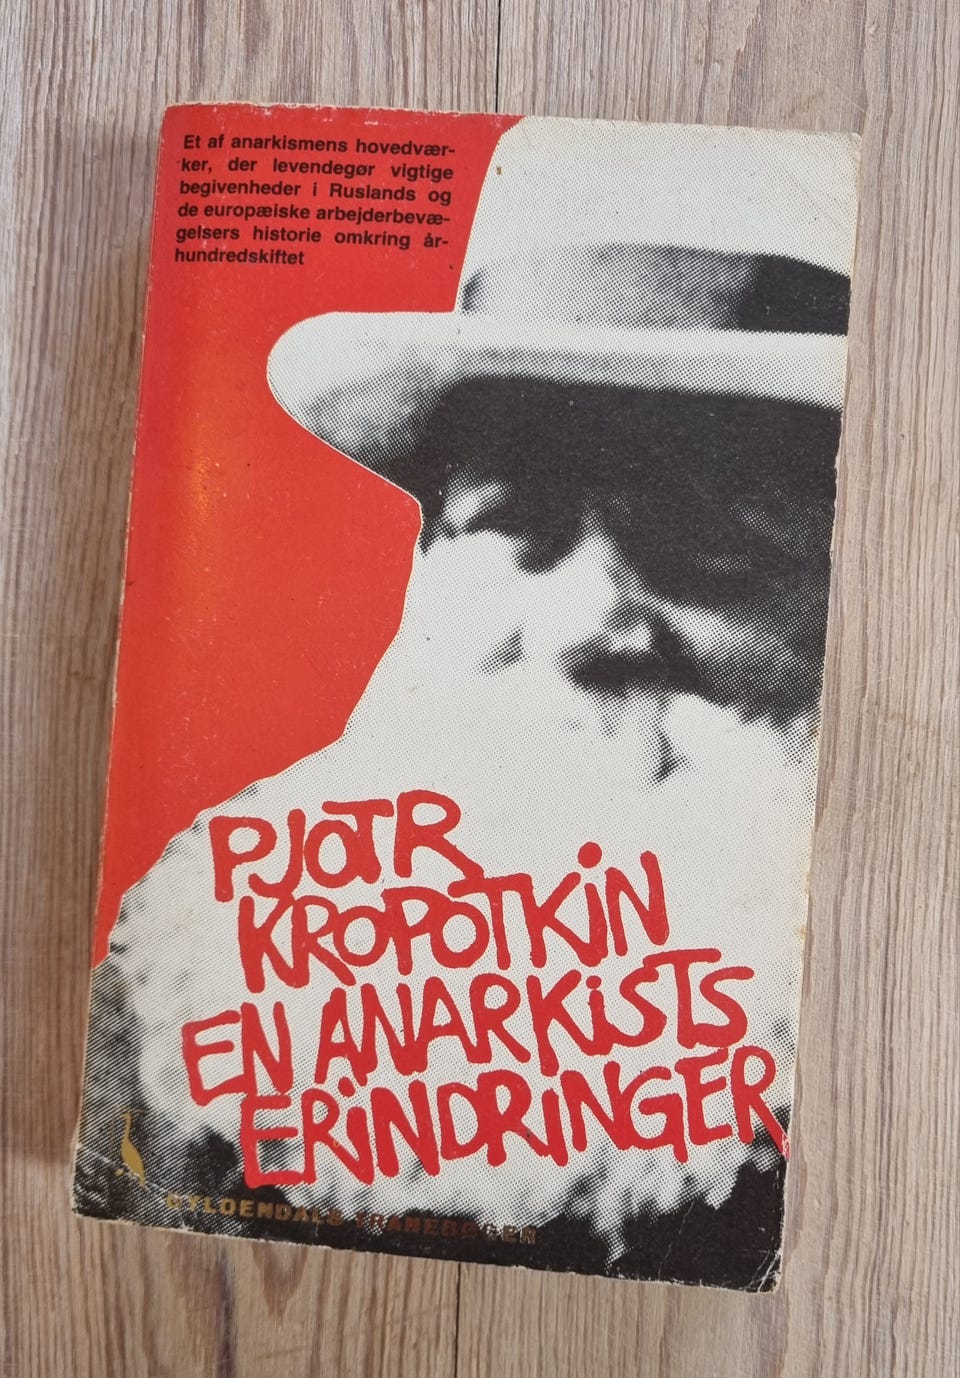 Et af anarkismens hovedvær-
ker, der levendegør vigtige
begivenheder i Ruslands og
de europæiske arbejderbevæ-
gelsers historie omkring år-
hundredskiftet
PJOTR
KROPOTKiN
EN ANARKiSTS
ERiNDRiNGER
GYLDENDALS TRANEBØGER